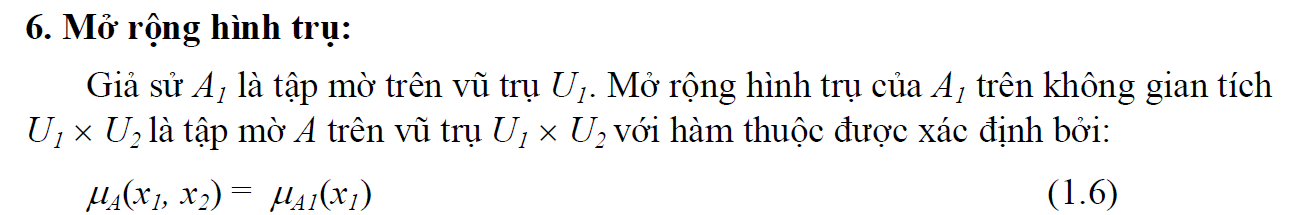 6. Mở rộng hình trụ:
Giả sử A₁ là tập mờ trên vũ trụ U₁. Mở rộng hình trụ của A₁ trên không gian tích
U₁ × U₂ là tập mờ A trên vũ trụ U₁ × U₂ với hàm thuộc được xác định bởi:
μ_A(x₁, x₂) = μ_A1(x₁) (1.6)